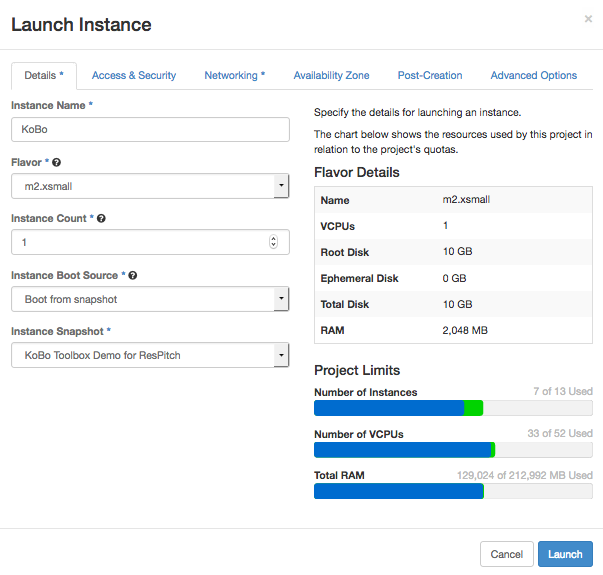 Launch Instance
×
Details *
Access & Security
Networking *
Availability Zone
Post-Creation
Advanced Options
Instance Name *
KoBo
Flavor * ?
m2.xsmall
Instance Count * ?
1
Instance Boot Source * ?
Boot from snapshot
Instance Snapshot *
KoBo Toolbox Demo for ResPitch
Specify the details for launching an instance.
The chart below shows the resources used by this project in
relation to the project's quotas.
Flavor Details
Name m2.xsmall
VCPUs 1
Root Disk 10 GB
Ephemeral Disk 0 GB
Total Disk 10 GB
RAM 2,048 MB
Project Limits
Number of Instances 7 of 13 Used
Number of VCPUs 33 of 52 Used
Total RAM 129,024 of 212,992 MB Used
Cancel
Launch